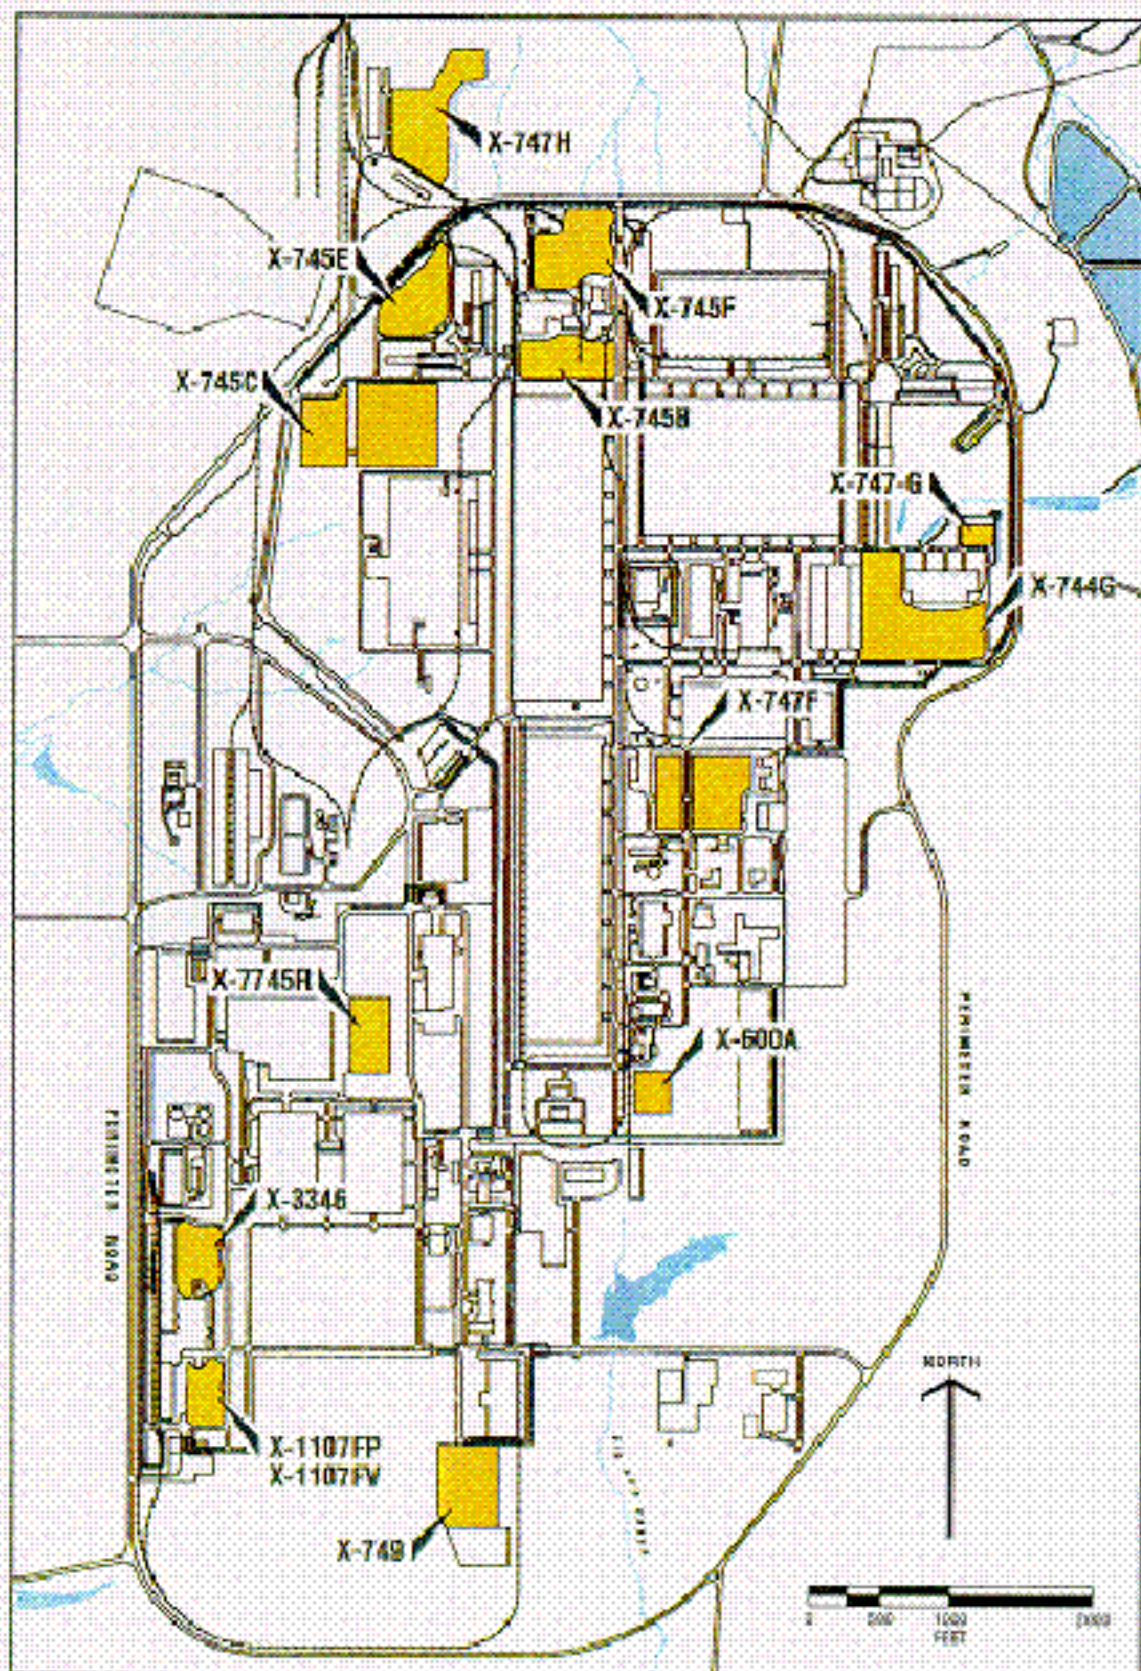 X-747H
X-745E
X-745F
X-745C
X-745B
X-747-G
X-744G
X-747F
X-7745R
X-600A
PERIMETER ROAD
PERIMETER ROAD
X-3346
NORTH
X-1107FP
X-1107FV
X-749
0 500 1000 2000
FEET